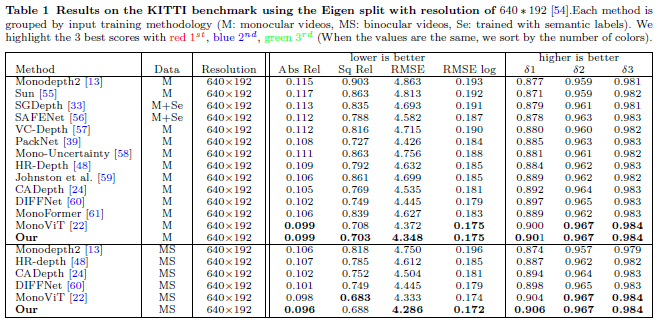 Table 1 Results on the KITTI benchmark using the Eigen split with resolution of 640 * 192 [54].Each method is
grouped by input training methodology (M: monocular videos, MS: binocular videos, Se: trained with semantic labels). We
highlight the 3 best scores with red 1st, blue 2nd, green 3rd (When the values are the same, we sort by the number of colors).
lower is better higher is better
Method Data Resolution Abs Rel Sq Rel RMSE RMSE log δ1 δ2 δ3
Monodepth2 [13] M 640×192 0.115 0.903 4.863 0.193 0.877 0.959 0.981
Sun [55] M 640×192 0.117 0.863 4.813 0.192 0.871 0.959 0.982
SGDepth [33] M+Se 640×192 0.113 0.835 4.693 0.191 0.879 0.961 0.981
SAFENet [56] M+Se 640×192 0.112 0.788 4.582 0.187 0.878 0.963 0.983
VC-Depth [57] M 640×192 0.112 0.816 4.715 0.190 0.880 0.960 0.982
PackNet [39] M 640×192 0.108 0.727 4.426 0.184 0.885 0.963 0.983
Mono-Uncertainty [58] M 640×192 0.111 0.863 4.756 0.188 0.881 0.961 0.982
HR-Depth [48] M 640×192 0.109 0.792 4.632 0.185 0.884 0.962 0.983
Johnston et al. [59] M 640×192 0.106 0.861 4.699 0.185 0.889 0.962 0.982
CADepth [24] M 640×192 0.105 0.769 4.535 0.181 0.892 0.964 0.983
DIFFNet [60] M 640×192 0.102 0.749 4.445 0.179 0.897 0.965 0.983
MonoFormer [61] M 640×192 0.106 0.839 4.627 0.183 0.889 0.962 0.983
MonoViT [22] M 640×192 0.099 0.708 4.372 0.175 0.900 0.967 0.984
Our M 640×192 0.099 0.703 4.348 0.175 0.901 0.967 0.984
Monodepth2 [13] MS 640×192 0.106 0.818 4.750 0.196 0.874 0.957 0.979
HR-depth [48] MS 640×192 0.107 0.785 4.612 0.185 0.887 0.962 0.982
CADepth [24] MS 640×192 0.102 0.752 4.504 0.181 0.894 0.964 0.983
DIFFNet [60] MS 640×192 0.101 0.749 4.445 0.179 0.898 0.965 0.983
MonoViT [22] MS 640×192 0.098 0.683 4.333 0.174 0.904 0.967 0.984
Our MS 640×192 0.096 0.688 4.286 0.172 0.906 0.967 0.984